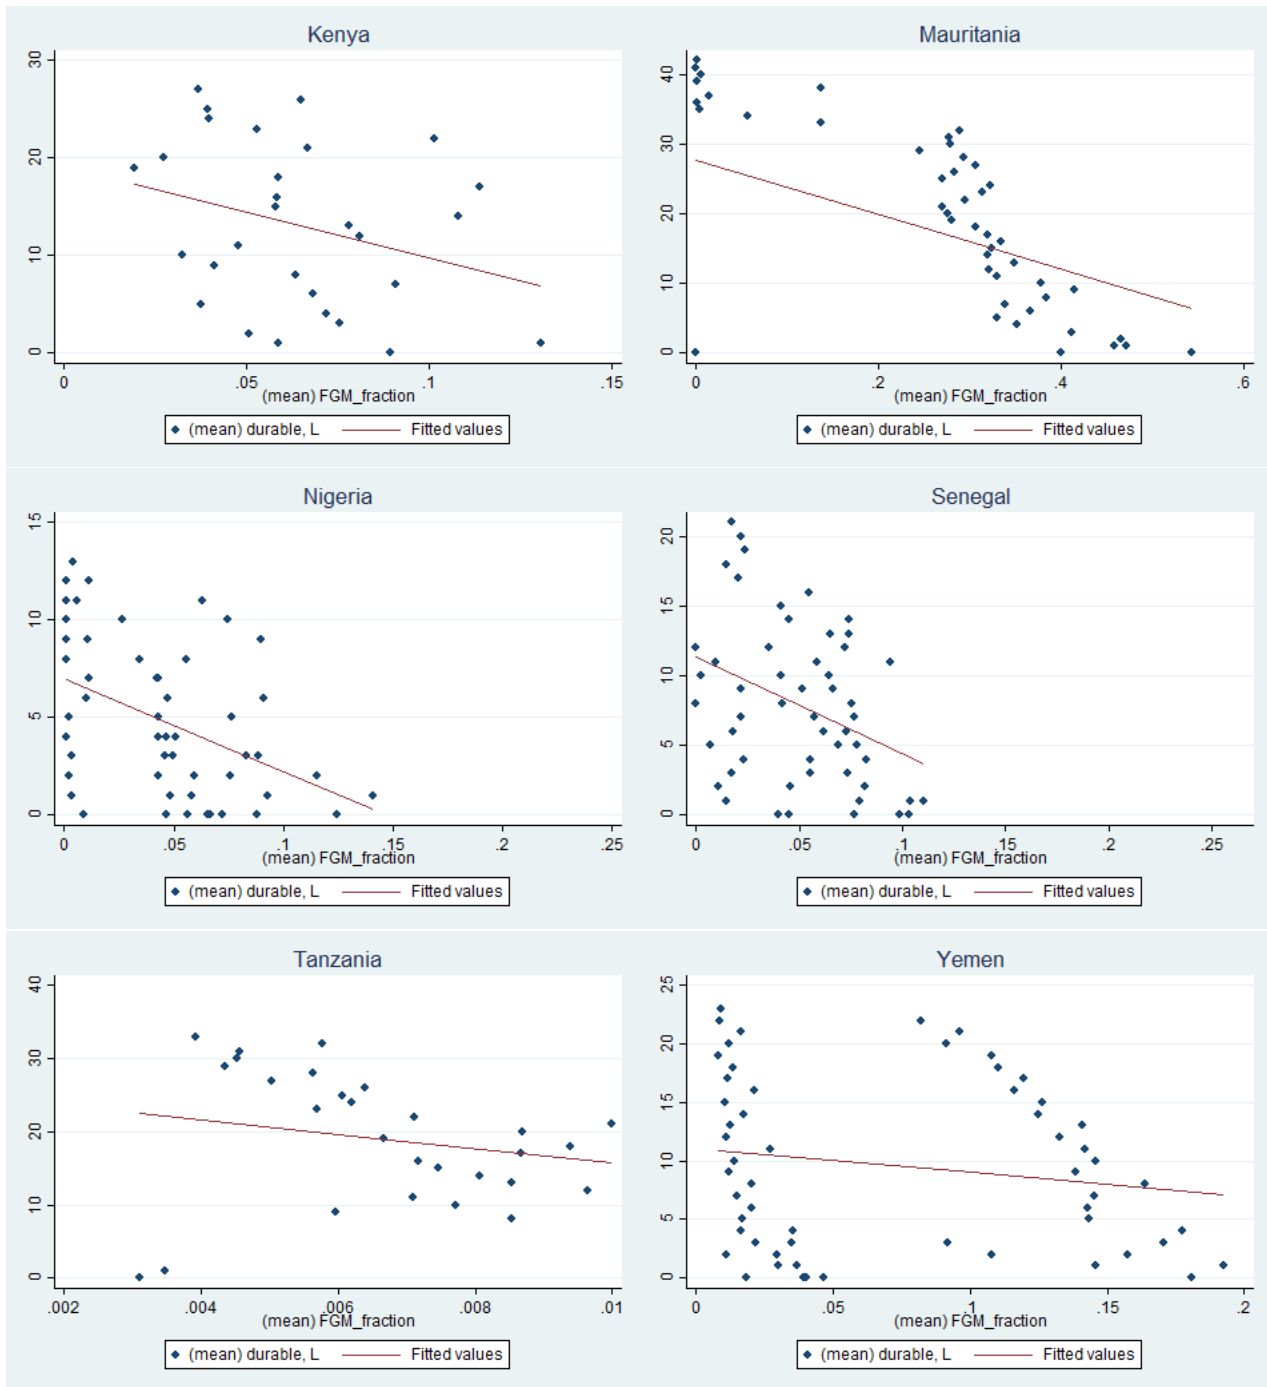 Kenya
30
20
10
0
0 .05 .1 .15
(mean) FGM_fraction
(mean) durable, L Fitted values
Mauritania
40
30
20
10
0
0 .2 .4 .6
(mean) FGM_fraction
(mean) durable, L Fitted values
Nigeria
15
10
5
0
0 .05 .1 .15 .2 .25
(mean) FGM_fraction
(mean) durable, L Fitted values
Senegal
20
15
10
5
0
0 .05 .1 .15 .2 .25
(mean) FGM_fraction
(mean) durable, L Fitted values
Tanzania
40
30
20
10
0
.002 .004 .006 .008 .01
(mean) FGM_fraction
(mean) durable, L Fitted values
Yemen
25
20
15
10
5
0
0 .05 .1 .15 .2
(mean) FGM_fraction
(mean) durable, L Fitted values